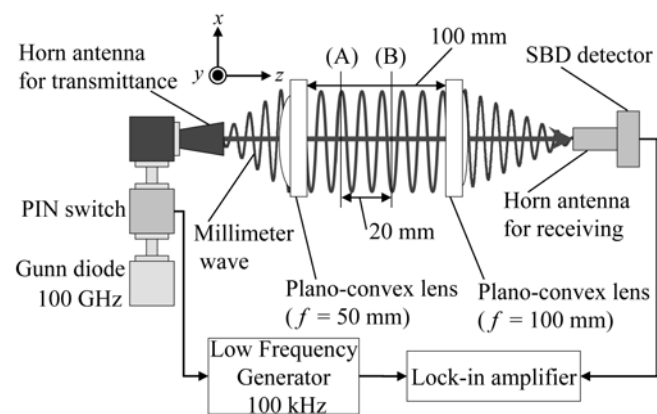 x
y
z
Horn antenna
for transmittance
(A)
(B)
100 mm
SBD detector
PIN switch
Gunn diode
100 GHz
Millimeter
wave
20 mm
Horn antenna
for receiving
Plano-convex lens
(f = 50 mm)
Plano-convex lens
(f = 100 mm)
Low Frequency
Generator
100 kHz
Lock-in amplifier